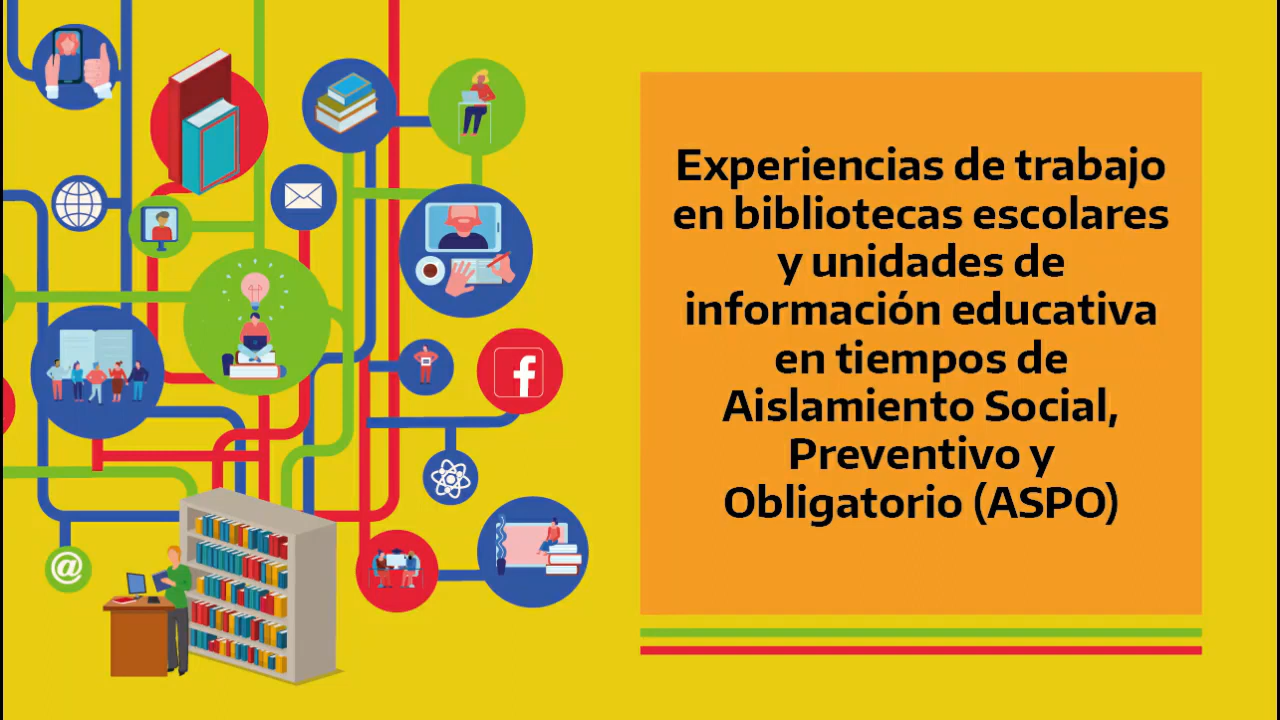 Experiencias de trabajo
en bibliotecas escolares
y unidades de
información educativa
en tiempos de
Aislamiento Social,
Preventivo y
Obligatorio (ASPO)
f
@